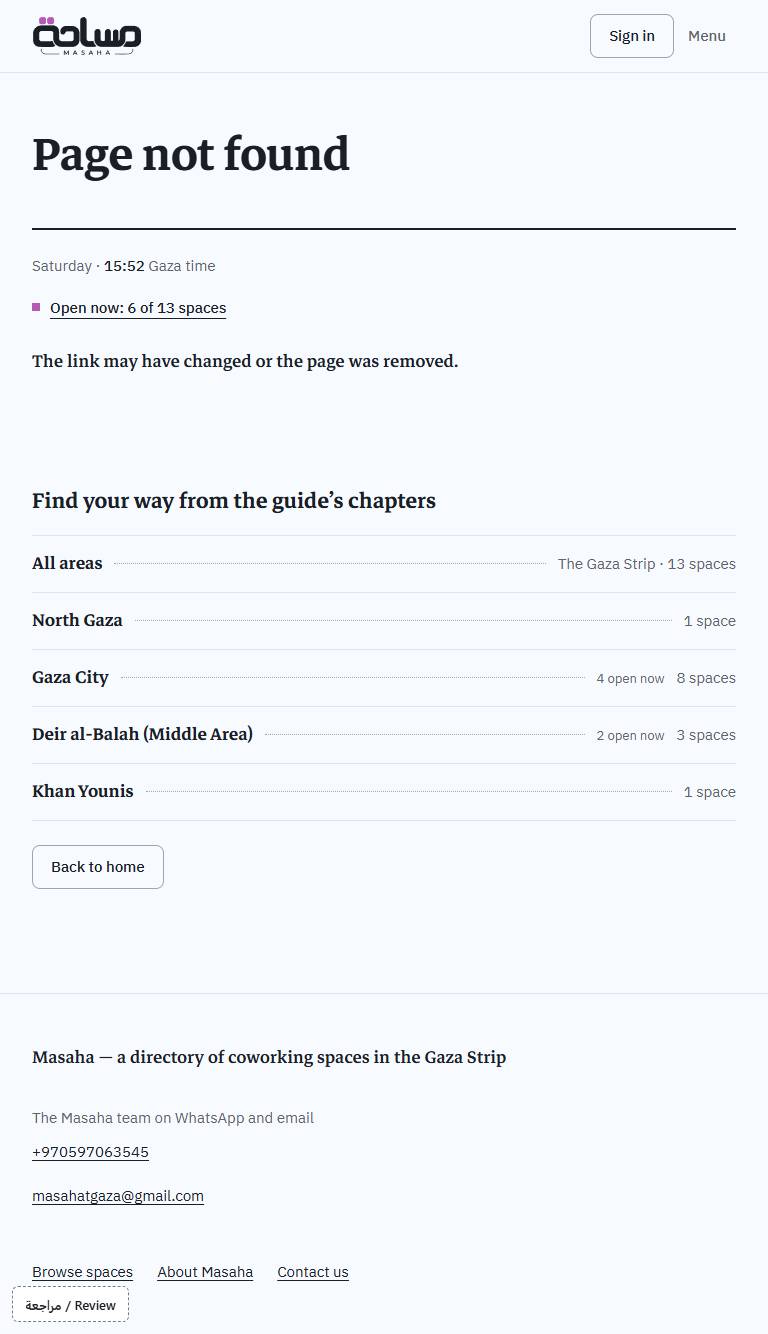 مساحة
MASAHA
Sign in
Menu
Page not found
Saturday · 15:52 Gaza time
Open now: 6 of 13 spaces
The link may have changed or the page was removed.
Find your way from the guide’s chapters
All areas The Gaza Strip · 13 spaces
North Gaza 1 space
Gaza City 4 open now 8 spaces
Deir al-Balah (Middle Area) 2 open now 3 spaces
Khan Younis 1 space
Back to home
Masaha — a directory of coworking spaces in the Gaza Strip
The Masaha team on WhatsApp and email
+970597063545
masahatgaza@gmail.com
Browse spaces About Masaha Contact us
مراجعة / Review